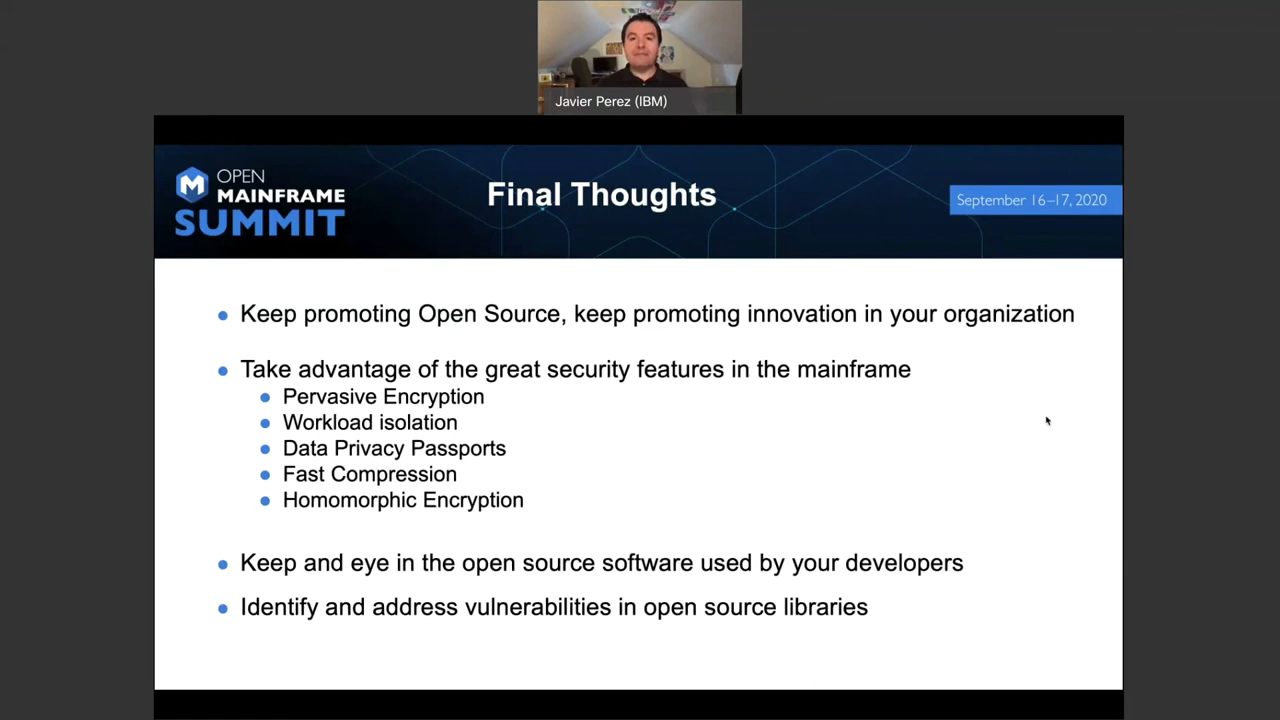 Javier Perez (IBM)
OPEN
MAINFRAME
SUMMIT
Final Thoughts
September 16–17, 2020
Keep promoting Open Source, keep promoting innovation in your organization
Take advantage of the great security features in the mainframe
Pervasive Encryption
Workload isolation
Data Privacy Passports
Fast Compression
Homomorphic Encryption
Keep and eye in the open source software used by your developers
Identify and address vulnerabilities in open source libraries